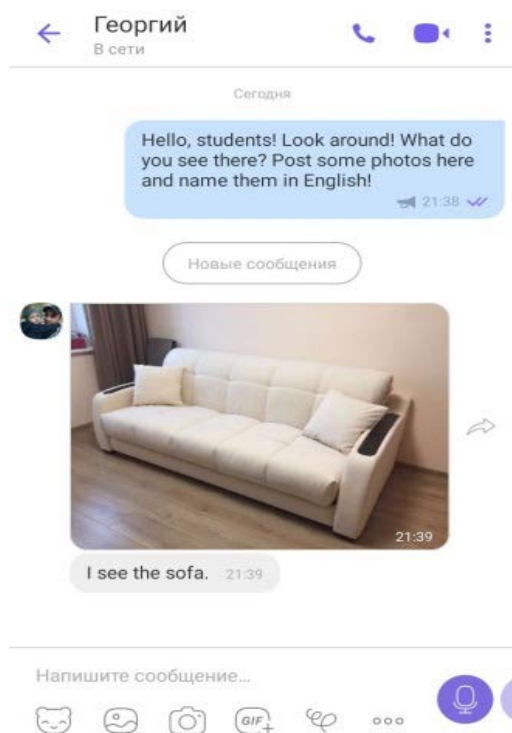 Георгий
В сети
Сегодня
Hello, students! Look around! What do
you see there? Post some photos here
and name them in English!
21:38
Новые сообщения
21:39
I see the sofa. 21:39
Напишите сообщение...
GIF